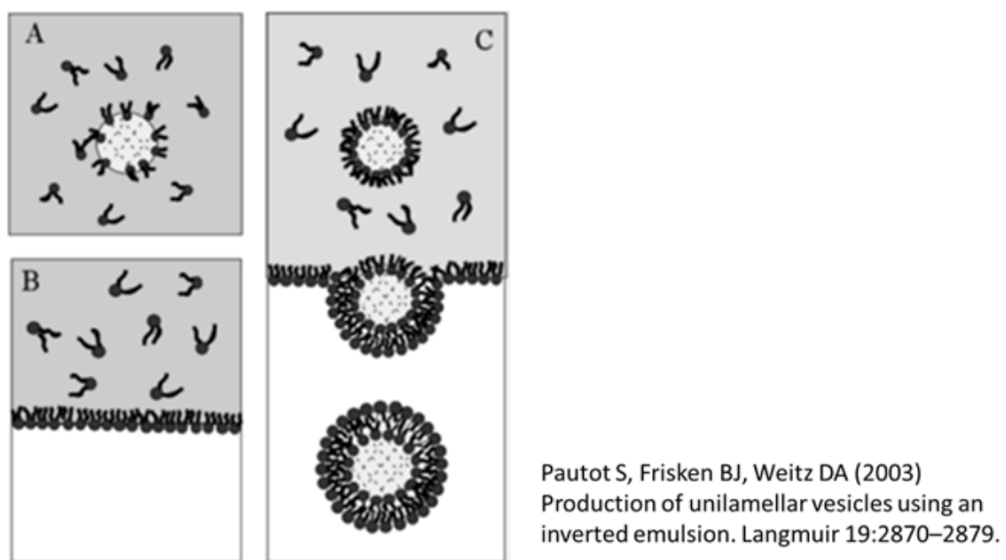 A
B
C
Pautot S, Frisken BJ, Weitz DA (2003)
Production of unilamellar vesicles using an
inverted emulsion. Langmuir 19:2870–2879.